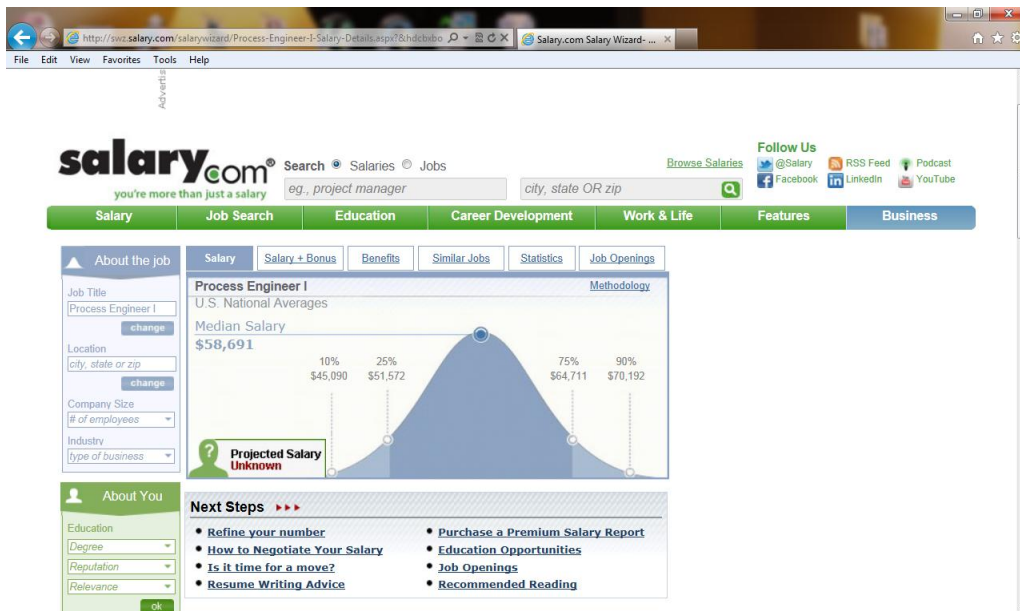 http://swz.salary.com/salarywizard/Process-Engineer-I-Salary-Details.aspx?&hdcbxbo
Salary.com Salary Wizard- ...
File Edit View Favorites Tools Help
Advertis
salary.com®
you're more than just a salary
Search Salaries Jobs
Browse Salaries
eg., project manager
city, state OR zip
Follow Us
@Salary RSS Feed Podcast
Facebook LinkedIn YouTube
Salary Job Search Education Career Development Work & Life Features Business
About the job
Job Title
Process Engineer I
change
Location
city, state or zip
change
Company Size
# of employees
Industry
type of business
Salary Salary + Bonus Benefits Similar Jobs Statistics Job Openings
Process Engineer I
Methodology
U.S. National Averages
Median Salary
$58,691
10% 25% 75% 90%
$45,090 $51,572 $64,711 $70,192
Projected Salary
Unknown
About You
Education
Degree
Reputation
Relevance
ok
Next Steps
Refine your number
How to Negotiate Your Salary
Is it time for a move?
Resume Writing Advice
Purchase a Premium Salary Report
Education Opportunities
Job Openings
Recommended Reading